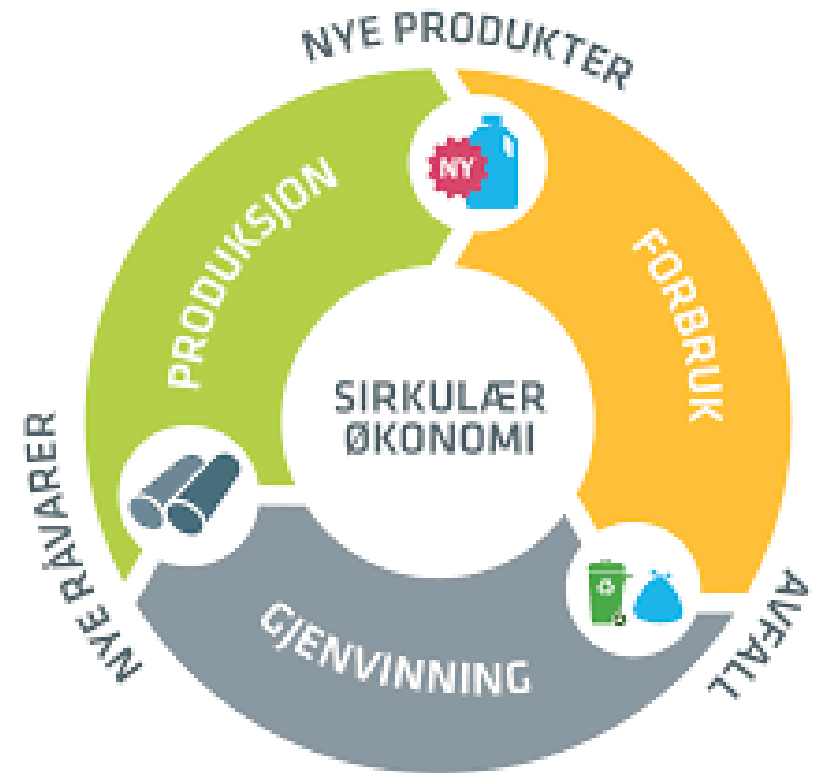 NYE PRODUKTER
NY
PRODUKSJON
FORBRUK
SIRKULÆR
ØKONOMI
NYE RÅVARER
AVFALL
GJENVINNING